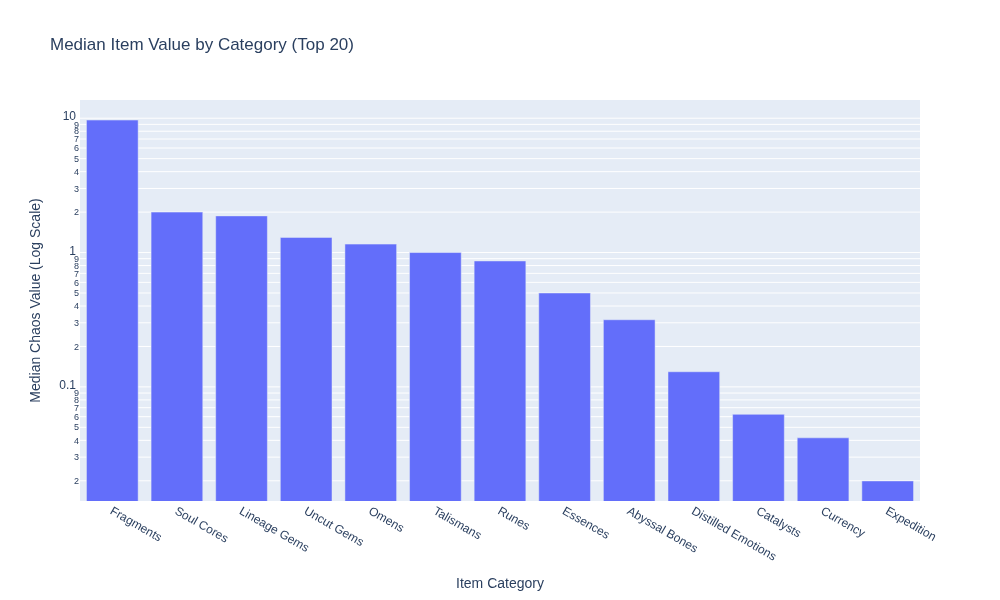 Median Item Value by Category (Top 20)
Median Chaos Value (Log Scale)
10
9
8
7
6
5
4
3
2
1
9
8
7
6
5
4
3
2
0.1
9
8
7
6
5
4
3
2
Fragments
Soul Cores
Lineage Gems
Uncut Gems
Omens
Talismans
Runes
Essences
Abyssal Bones
Distilled Emotions
Catalysts
Currency
Expedition
Item Category